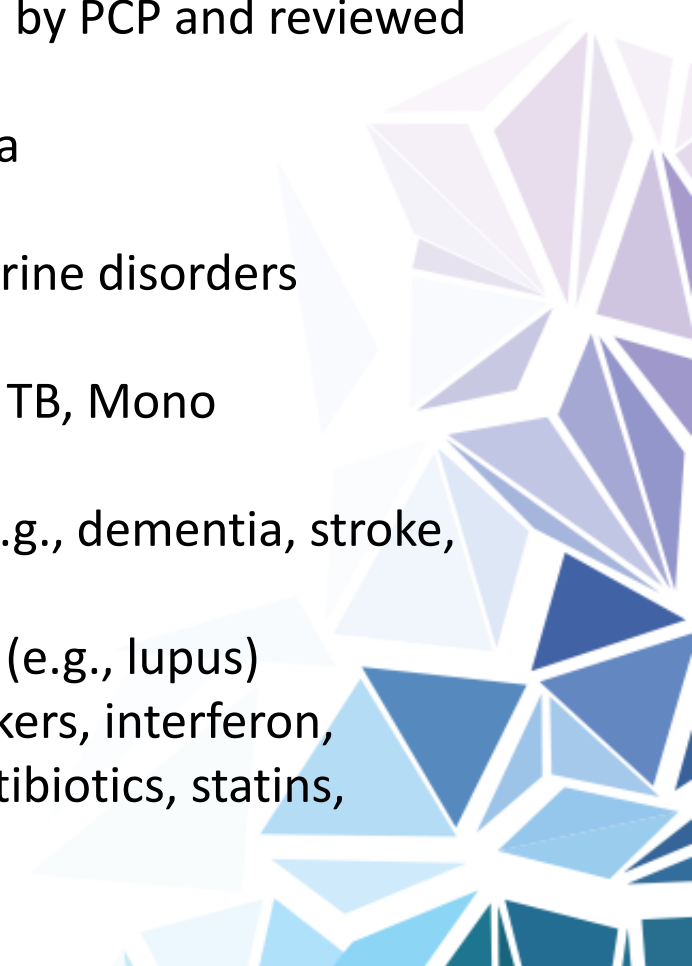 by PCP and reviewed
a
rine disorders
TB, Mono
.g., dementia, stroke,
(e.g., lupus)
kers, interferon,
tibiotics, statins,